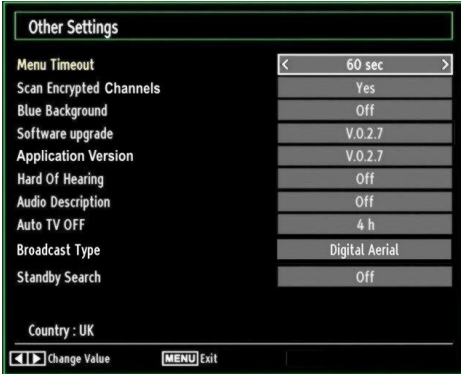 Other Settings
Menu Timeout < 60 sec >
Scan Encrypted Channels Yes
Blue Background Off
Software upgrade V.0.2.7
Application Version V.0.2.7
Hard Of Hearing Off
Audio Description Off
Auto TV OFF 4 h
Broadcast Type Digital Aerial
Standby Search Off
Country : UK
Change Value MENU Exit